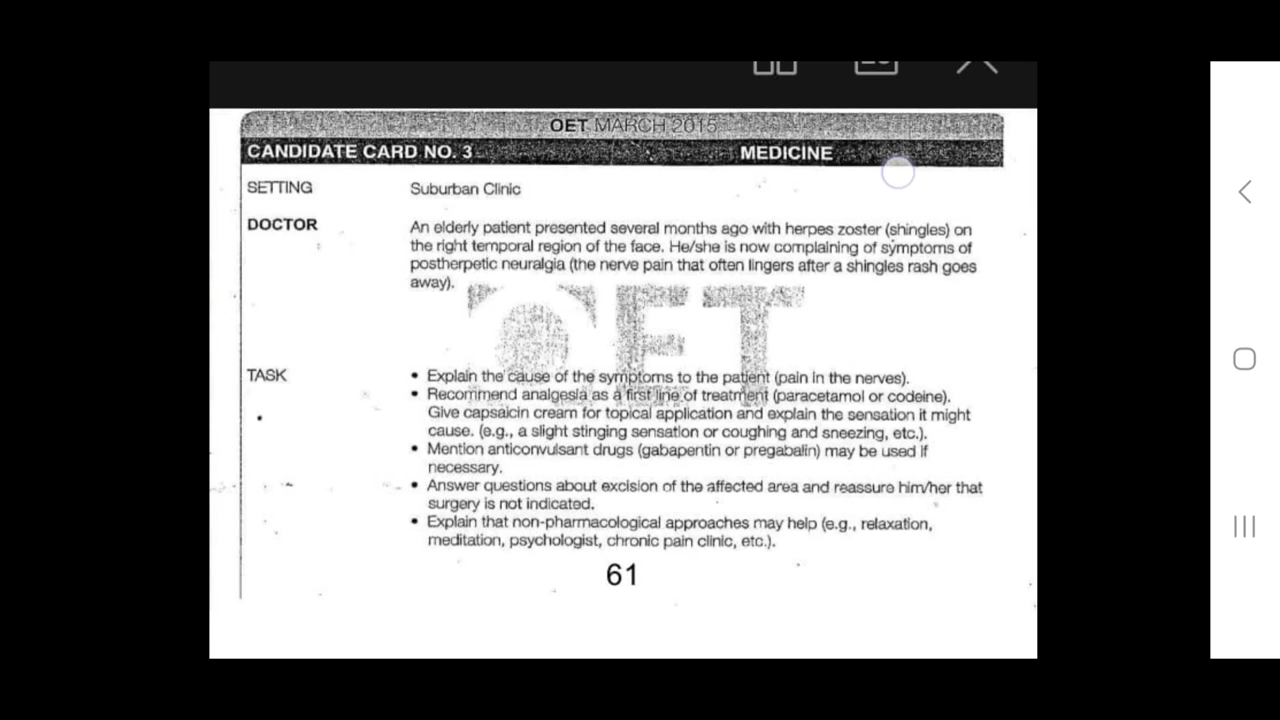 OET MARCH 2015
CANDIDATE CARD NO. 3 MEDICINE
SETTING Suburban Clinic
DOCTOR An elderly patient presented several months ago with herpes zoster (shingles) on
the right temporal region of the face. He/she is now complaining of symptoms of
postherpetic neuralgia (the nerve pain that often lingers after a shingles rash goes
away).
OET
TASK • Explain the cause of the symptoms to the patient (pain in the nerves).
• Recommend analgesia as a first line of treatment (paracetamol or codeine).
Give capsaicin cream for topical application and explain the sensation it might
cause. (e.g., a slight stinging sensation or coughing and sneezing, etc.).
• Mention anticonvulsant drugs (gabapentin or pregabalin) may be used if
necessary.
• Answer questions about excision of the affected area and reassure him/her that
surgery is not indicated.
• Explain that non-pharmacological approaches may help (e.g., relaxation,
meditation, psychologist, chronic pain clinic, etc.).
61